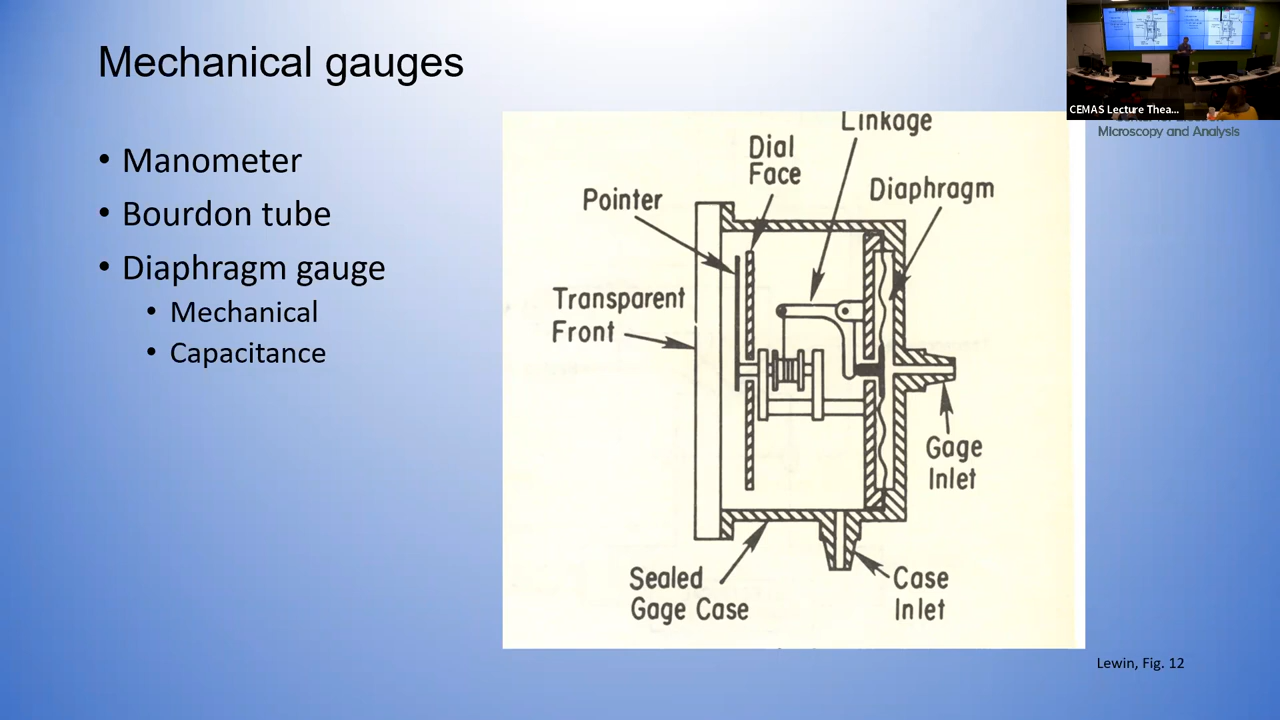 Mechanical gauges
• Manometer
• Bourdon tube
• Diaphragm gauge
• Mechanical
• Capacitance
Linkage
Dial
Face
Diaphragm
Pointer
Transparent
Front
Gage
Inlet
Sealed
Gage Case
Case
Inlet
Lewin, Fig. 12
CEMAS Lecture Thea...
Microscopy and Analysis